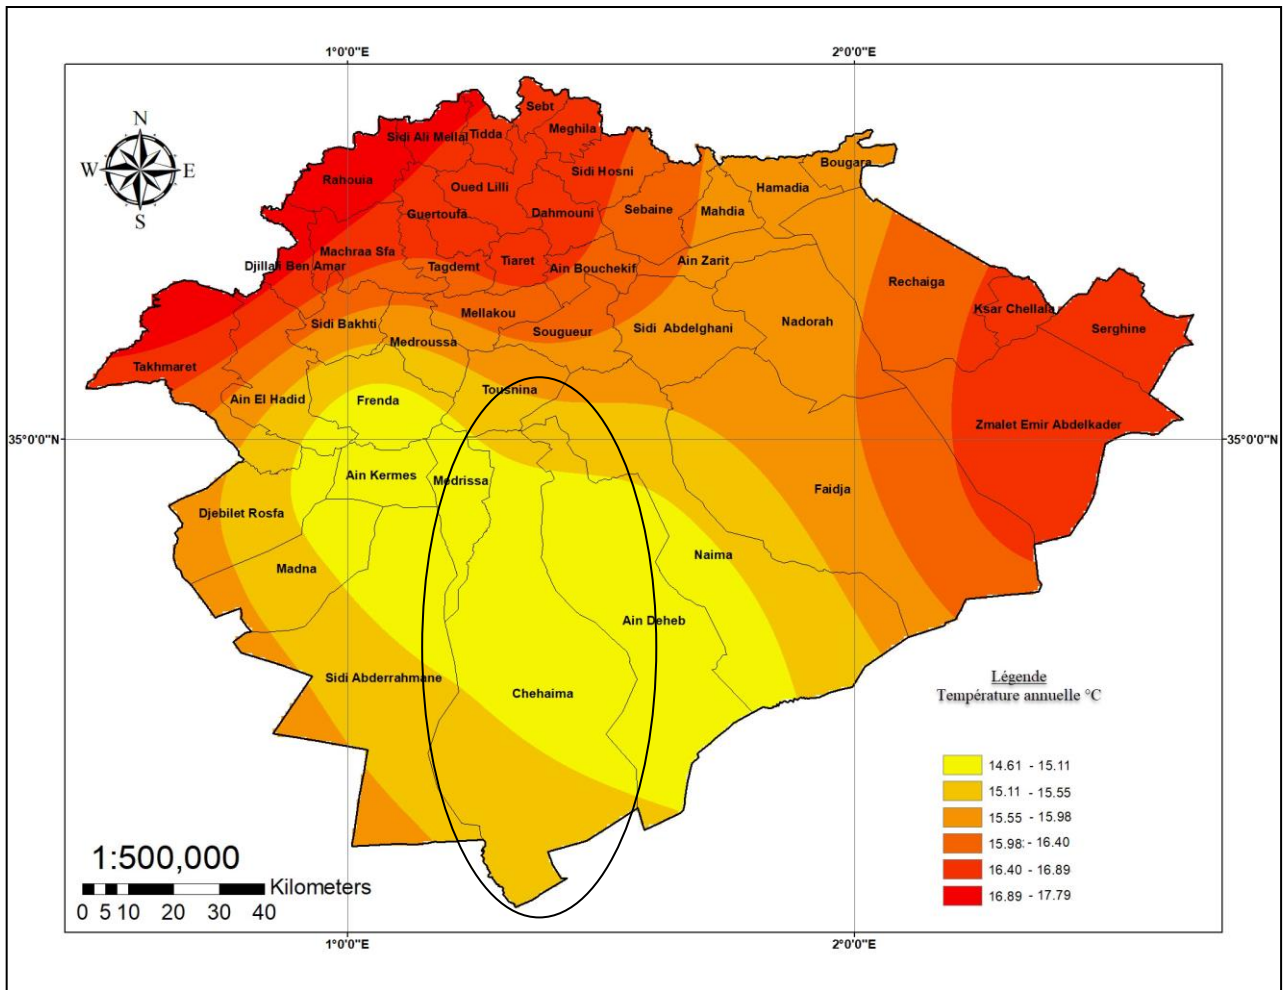 1°0'0"E
2°0'0"E
N
W
E
S
Sebt
Sidi Ali Mellal
Tidda
Meghila
Bougara
Rahouia
Oued Lilli
Sidi Hosni
Hamadia
Guertoufa
Dahmouni
Sebaine
Mahdia
Machraa Sfa
Djillali Ben Amar
Tagdemt
Tiaret
Ain Bouchekif
Ain Zarit
Rechaiga
Ksar Chellala
Serghine
Sidi Bakhti
Mellakou
Sougueur
Sidi Abdelghani
Nadorah
Medroussa
Takhmaret
Ain El Hadid
Frenda
Tousnina
Zmalet Emir Abdelkader
35°0'0"N
35°0'0"N
Ain Kermes
Medrissa
Faidja
Djebilet Rosfa
Madna
Naima
Ain Deheb
Sidi Abderrahmane
Chehaima
Légende
Température annuelle °C
14.61 - 15.11
15.11 - 15.55
15.55 - 15.98
15.98: - 16.40
16.40 - 16.89
16.89 - 17.79
1:500,000
Kilometers
0 5 10 20 30 40
1°0'0"E
2°0'0"E